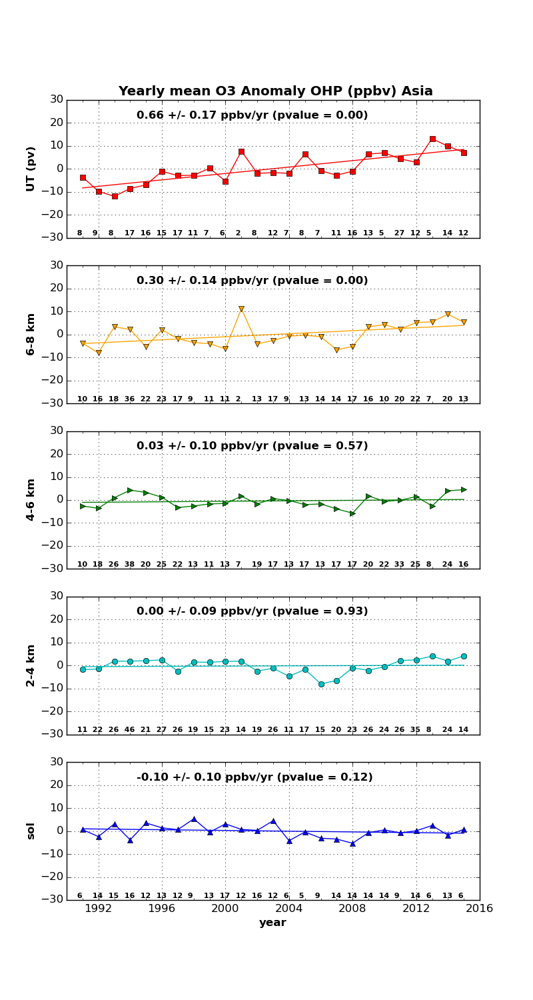 Yearly mean O3 Anomaly OHP (ppbv) Asia
30
20
10
0
−10
−20
−30
UT (pv)
0.66 +/- 0.17 ppbv/yr (pvalue = 0.00)
8 9 8 17 16 15 17 11 7 6 2 8 12 7 8 7 11 16 13 5 27 12 5 14 12
30
20
10
0
−10
−20
−30
6-8 km
0.30 +/- 0.14 ppbv/yr (pvalue = 0.00)
10 16 18 36 22 23 17 9 11 11 2 13 17 9 13 14 14 17 16 10 20 22 7 20 13
30
20
10
0
−10
−20
−30
4-6 km
0.03 +/- 0.10 ppbv/yr (pvalue = 0.57)
10 18 26 38 20 25 22 13 11 13 7 19 17 13 17 13 17 17 20 22 33 25 8 24 16
30
20
10
0
−10
−20
−30
2-4 km
0.00 +/- 0.09 ppbv/yr (pvalue = 0.93)
11 22 26 46 21 27 26 19 15 23 14 19 26 11 17 15 20 23 26 24 26 35 8 24 14
30
20
10
0
−10
−20
−30
sol
-0.10 +/- 0.10 ppbv/yr (pvalue = 0.12)
6 14 15 16 12 13 12 9 13 17 12 16 12 6 5 9 14 14 14 14 9 14 6 13 6
1992 1996 2000 2004 2008 2012 2016
year